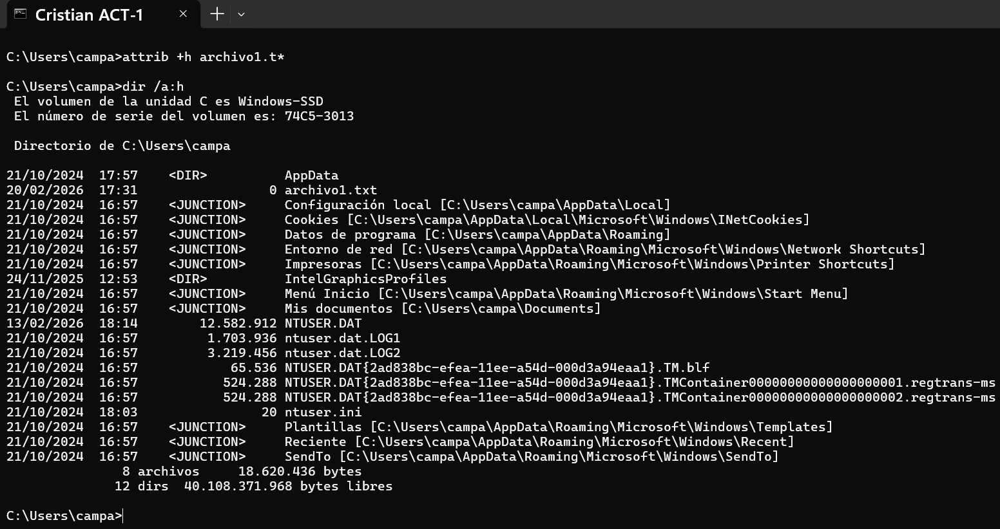 Cristian ACT-1
C:\Users\campa>attrib +h archivo1.t*
C:\Users\campa>dir /a:h
 El volumen de la unidad C es Windows-SSD
 El número de serie del volumen es: 74C5-3013
 Directorio de C:\Users\campa
21/10/2024  17:57    <DIR>          AppData
20/02/2026  17:31                 0 archivo1.txt
21/10/2024  16:57    <JUNCTION>     Configuración local [C:\Users\campa\AppData\Local]
21/10/2024  16:57    <JUNCTION>     Cookies [C:\Users\campa\AppData\Local\Microsoft\Windows\INetCookies]
21/10/2024  16:57    <JUNCTION>     Datos de programa [C:\Users\campa\AppData\Roaming]
21/10/2024  16:57    <JUNCTION>     Entorno de red [C:\Users\campa\AppData\Roaming\Microsoft\Windows\Network Shortcuts]
21/10/2024  16:57    <JUNCTION>     Impresoras [C:\Users\campa\AppData\Roaming\Microsoft\Windows\Printer Shortcuts]
24/11/2025  12:53    <DIR>          IntelGraphicsProfiles
21/10/2024  16:57    <JUNCTION>     Menú Inicio [C:\Users\campa\AppData\Roaming\Microsoft\Windows\Start Menu]
21/10/2024  16:57    <JUNCTION>     Mis documentos [C:\Users\campa\Documents]
13/02/2026  18:14        12.582.912 NTUSER.DAT
21/10/2024  16:57         1.703.936 ntuser.dat.LOG1
21/10/2024  16:57         3.219.456 ntuser.dat.LOG2
21/10/2024  16:57            65.536 NTUSER.DAT{2ad838bc-efea-11ee-a54d-000d3a94eaa1}.TM.blf
21/10/2024  16:57           524.288 NTUSER.DAT{2ad838bc-efea-11ee-a54d-000d3a94eaa1}.TMContainer00000000000000000001.regtrans-ms
21/10/2024  16:57           524.288 NTUSER.DAT{2ad838bc-efea-11ee-a54d-000d3a94eaa1}.TMContainer00000000000000000002.regtrans-ms
21/10/2024  18:03                20 ntuser.ini
21/10/2024  16:57    <JUNCTION>     Plantillas [C:\Users\campa\AppData\Roaming\Microsoft\Windows\Templates]
21/10/2024  16:57    <JUNCTION>     Reciente [C:\Users\campa\AppData\Roaming\Microsoft\Windows\Recent]
21/10/2024  16:57    <JUNCTION>     SendTo [C:\Users\campa\AppData\Roaming\Microsoft\Windows\SendTo]
               8 archivos     18.620.436 bytes
              12 dirs  40.108.371.968 bytes libres
C:\Users\campa>